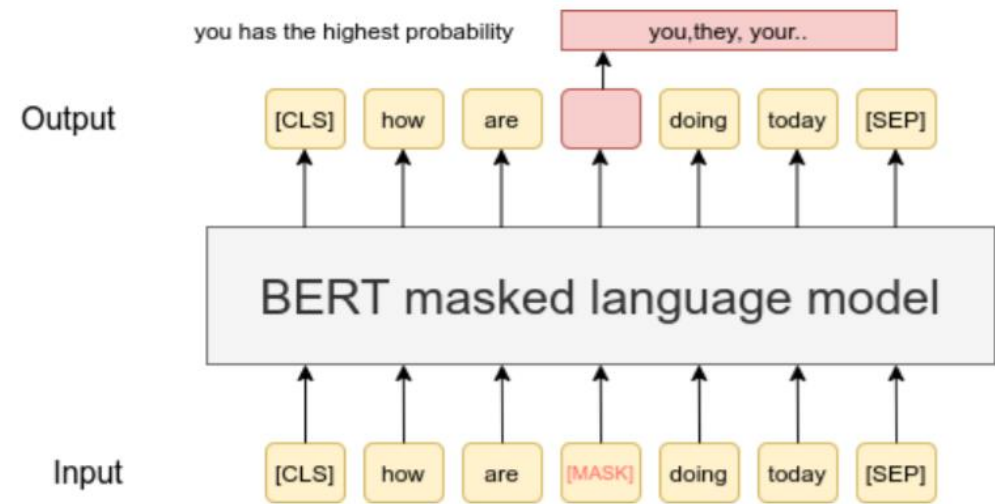 you has the highest probability
you,they, your..
Output
[CLS] how are doing today [SEP]
BERT masked language model
Input
[CLS] how are [MASK] doing today [SEP]